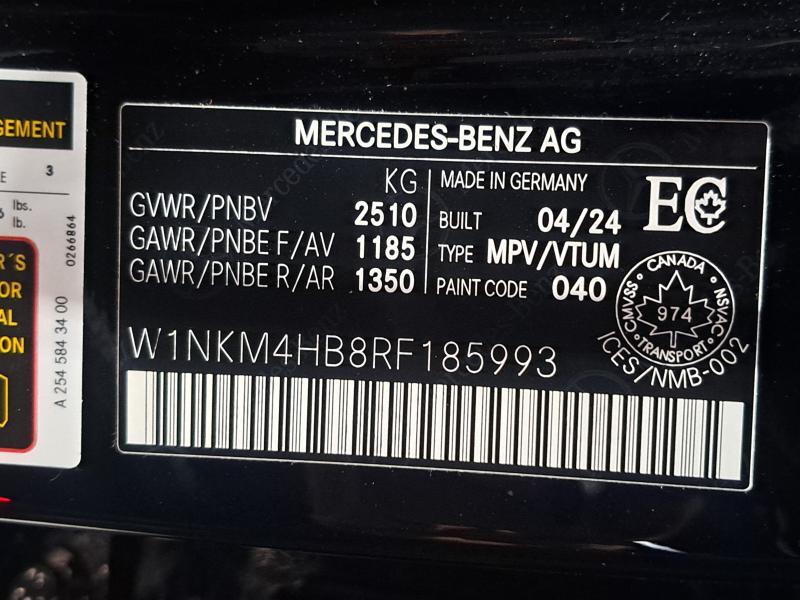 GEMENT
E 3
lbs.
lb.
0266864
R´S
OR
AL
ON
A 254 584 34 00
MERCEDES-BENZ AG
KG
GVWR/PNBV 2510
GAWR/PNBE F/AV 1185
GAWR/PNBE R/AR 1350
MADE IN GERMANY
BUILT 04/24
TYPE MPV/VTUM
PAINT CODE 040
EC
CANADA
CMVSS 974 NSVAC
TRANSPORT
ICES/NMB-002
W1NKM4HB8RF185993